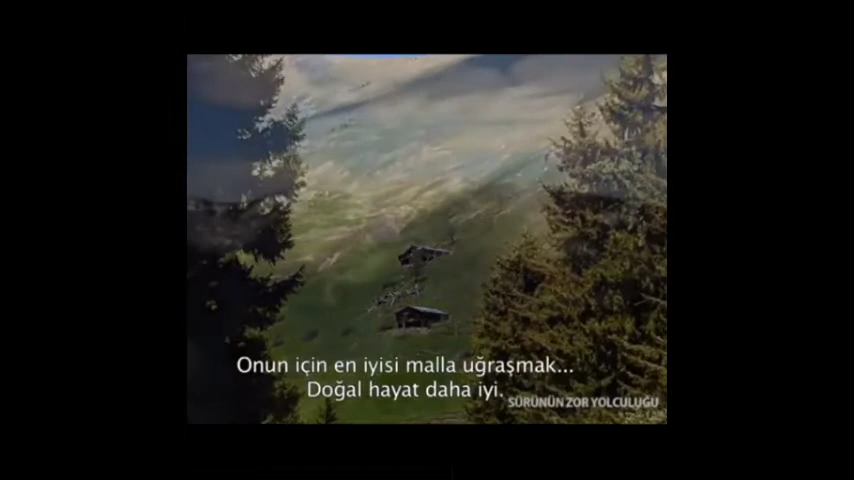 Onun için en iyisi malla uğraşmak...
Doğal hayat daha iyi.
SÜRÜNÜN ZOR YOLCULUĞU